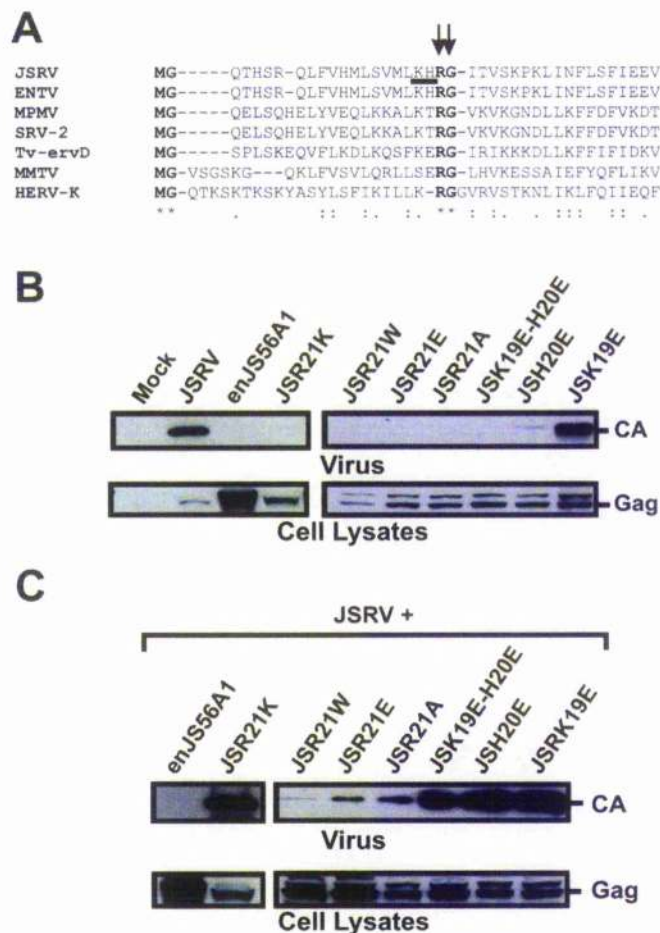 A
JSRV MG-----QTHSR-QLFVHMLSVMLKHRG-ITVSKPKLINFLSFIEEV
ENTV MG-----QTHSR-QLFVHMLSVMLKHRG-ITVSKPKLINFLSFIEEV
MPMV MG-----QELSQHELYVEQLKKALKTRG-VKVKGNDLLKFFDFVKDT
SRV-2 MG-----QELSQHELYVEQLKKALKTRG-VKVKGNDLLKFFDFVKDT
Tv-ervD MG-----SPLSKEQVFLKDLKQSFKERG-IRIKKKDLIKFFIFIDKV
MMTV MG-VSGSKG---QKLFVSVLQRLLSERG-LHVKESSAIEFYQFLIKV
HERV-K MG-QTKSKTKSKYASYLSFIKILLK-RGGVRVSTKNLIKLFQIIEQF
** . :: :. . : ** :. . ::: : :
B
Mock JSRV enJS56A1 JSR21K JSR21W JSR21E JSR21A JSK19E-H20E JSH20E JSK19E
CA
Virus
Gag
Cell Lysates
C
JSRV +
enJS56A1 JSR21K JSR21W JSR21E JSR21A JSK19E-H20E JSH20E JSRK19E
CA
Virus
Gag
Cell Lysates